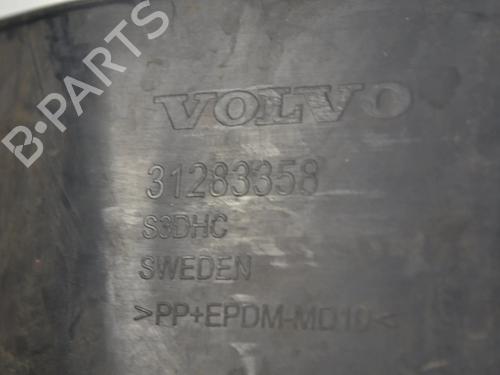 B-PARTS
VOLVO
31283358
S3DHC
SWEDEN
>PP+EPDM-MD10<